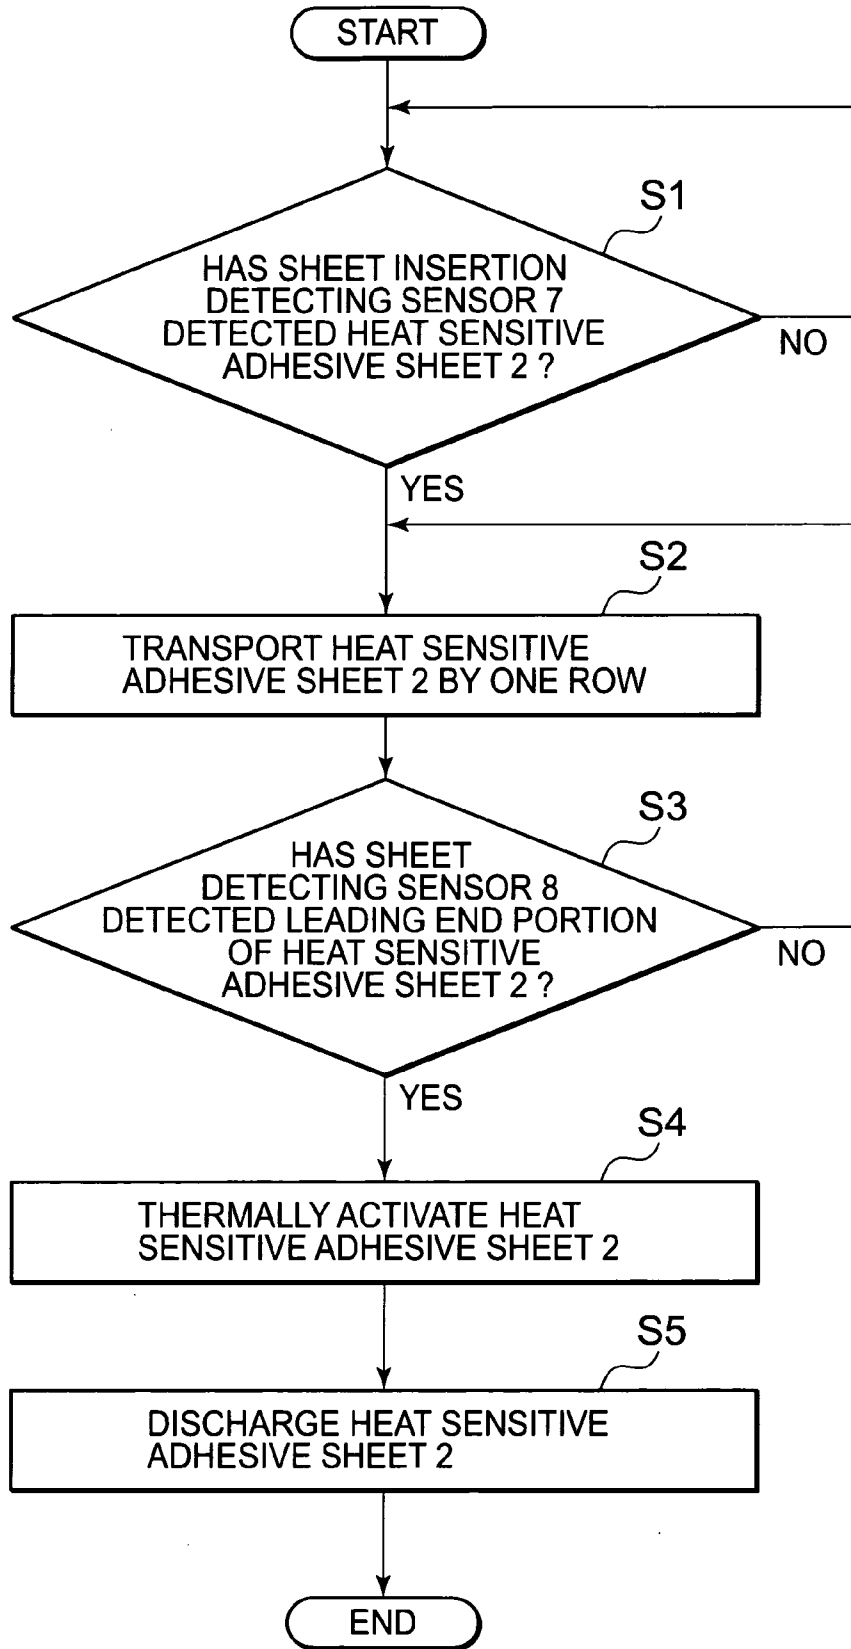 START
S1
HAS SHEET INSERTION
DETECTING SENSOR 7
DETECTED HEAT SENSITIVE
ADHESIVE SHEET 2 ?
NO
YES
S2
TRANSPORT HEAT SENSITIVE
ADHESIVE SHEET 2 BY ONE ROW
S3
HAS SHEET
DETECTING SENSOR 8
DETECTED LEADING END PORTION
OF HEAT SENSITIVE
ADHESIVE SHEET 2 ?
NO
YES
S4
THERMALLY ACTIVATE HEAT
SENSITIVE ADHESIVE SHEET 2
S5
DISCHARGE HEAT SENSITIVE
ADHESIVE SHEET 2
END